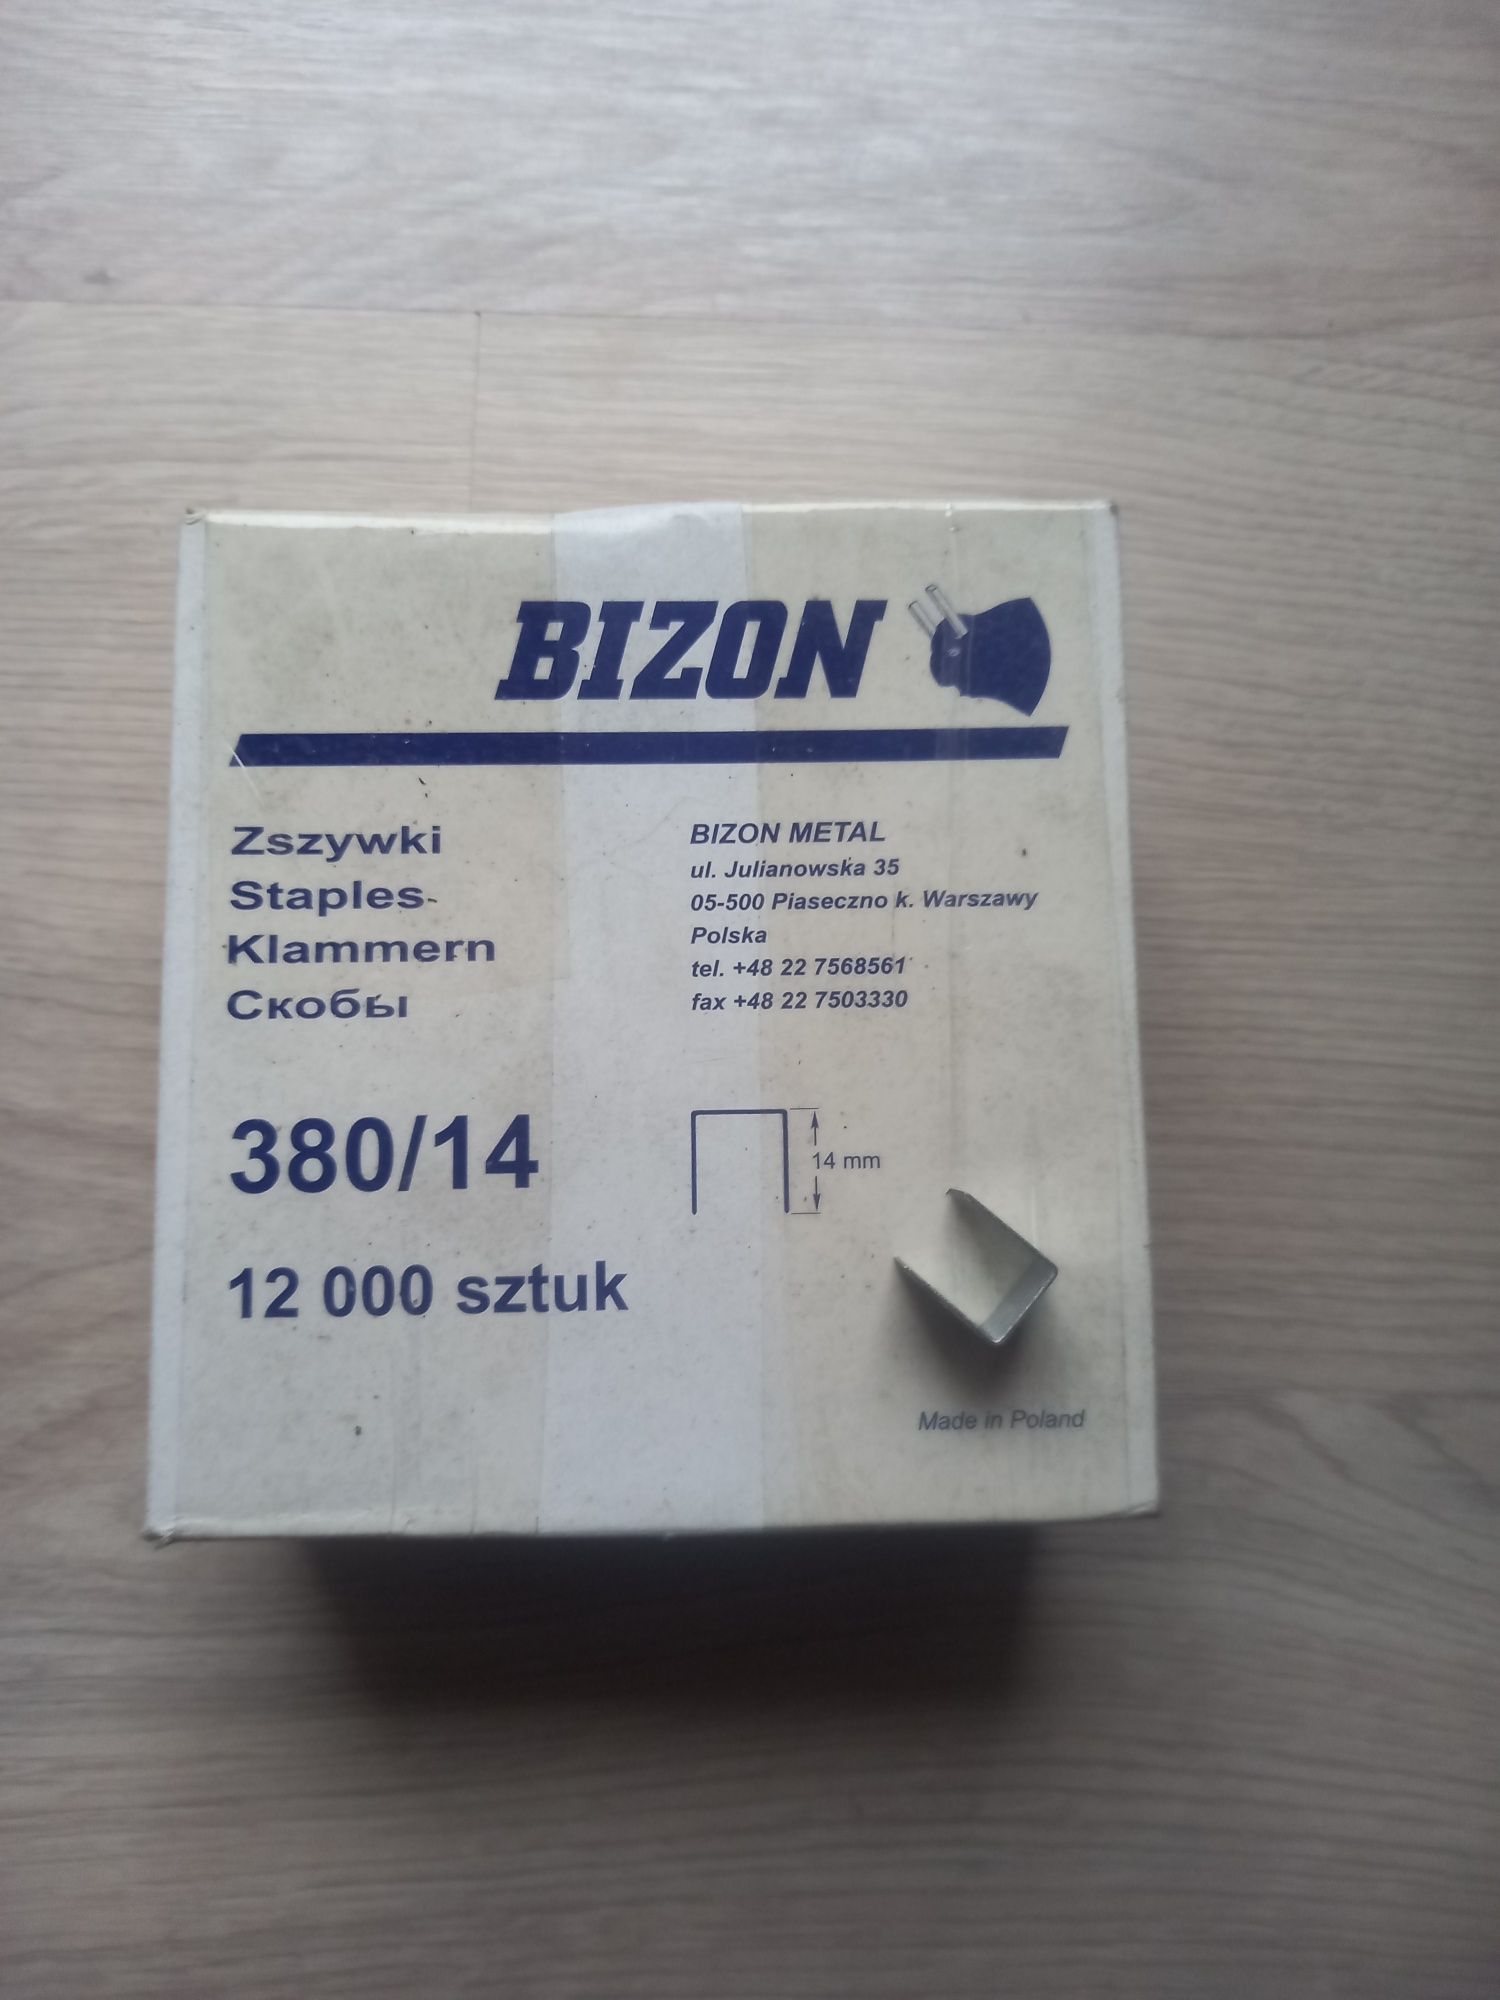 BIZON
Zszywki
Staples
Klammern
Скобы
BIZON METAL
ul. Julianowska 35
05-500 Piaseczno k. Warszawy
Polska
tel. +48 22 7568561
fax +48 22 7503330
380/14
14 mm
12 000 sztuk
Made in Poland